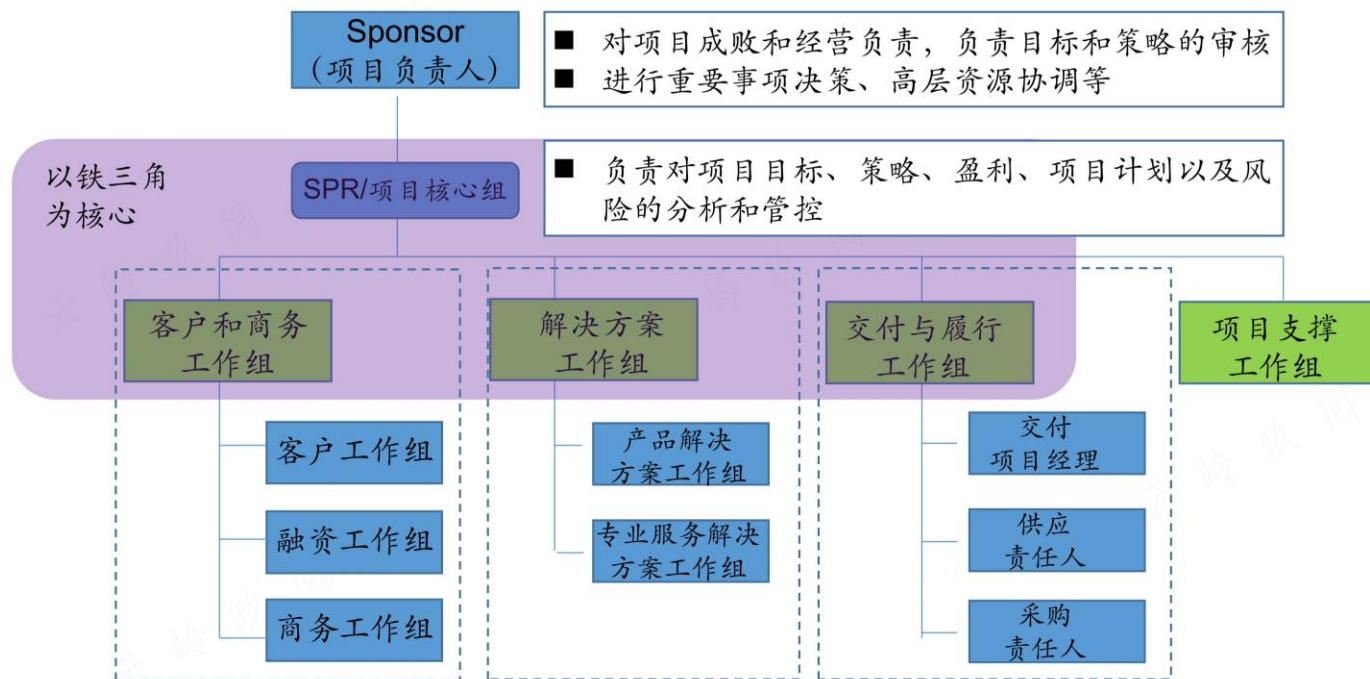 Sponsor
（项目负责人）
■ 对项目成败和经营负责，负责目标和策略的审核
■ 进行重要事项决策、高层资源协调等
以铁三角
为核心
SPR/项目核心组
■ 负责对项目目标、策略、盈利、项目计划以及风
险的分析和管控
客户和商务
工作组
解决方案
工作组
交付与履行
工作组
项目支撑
工作组
客户工作组
融资工作组
商务工作组
产品解决
方案工作组
专业服务解决
方案工作组
交付
项目经理
供应
责任人
采购
责任人
云岭玖阅